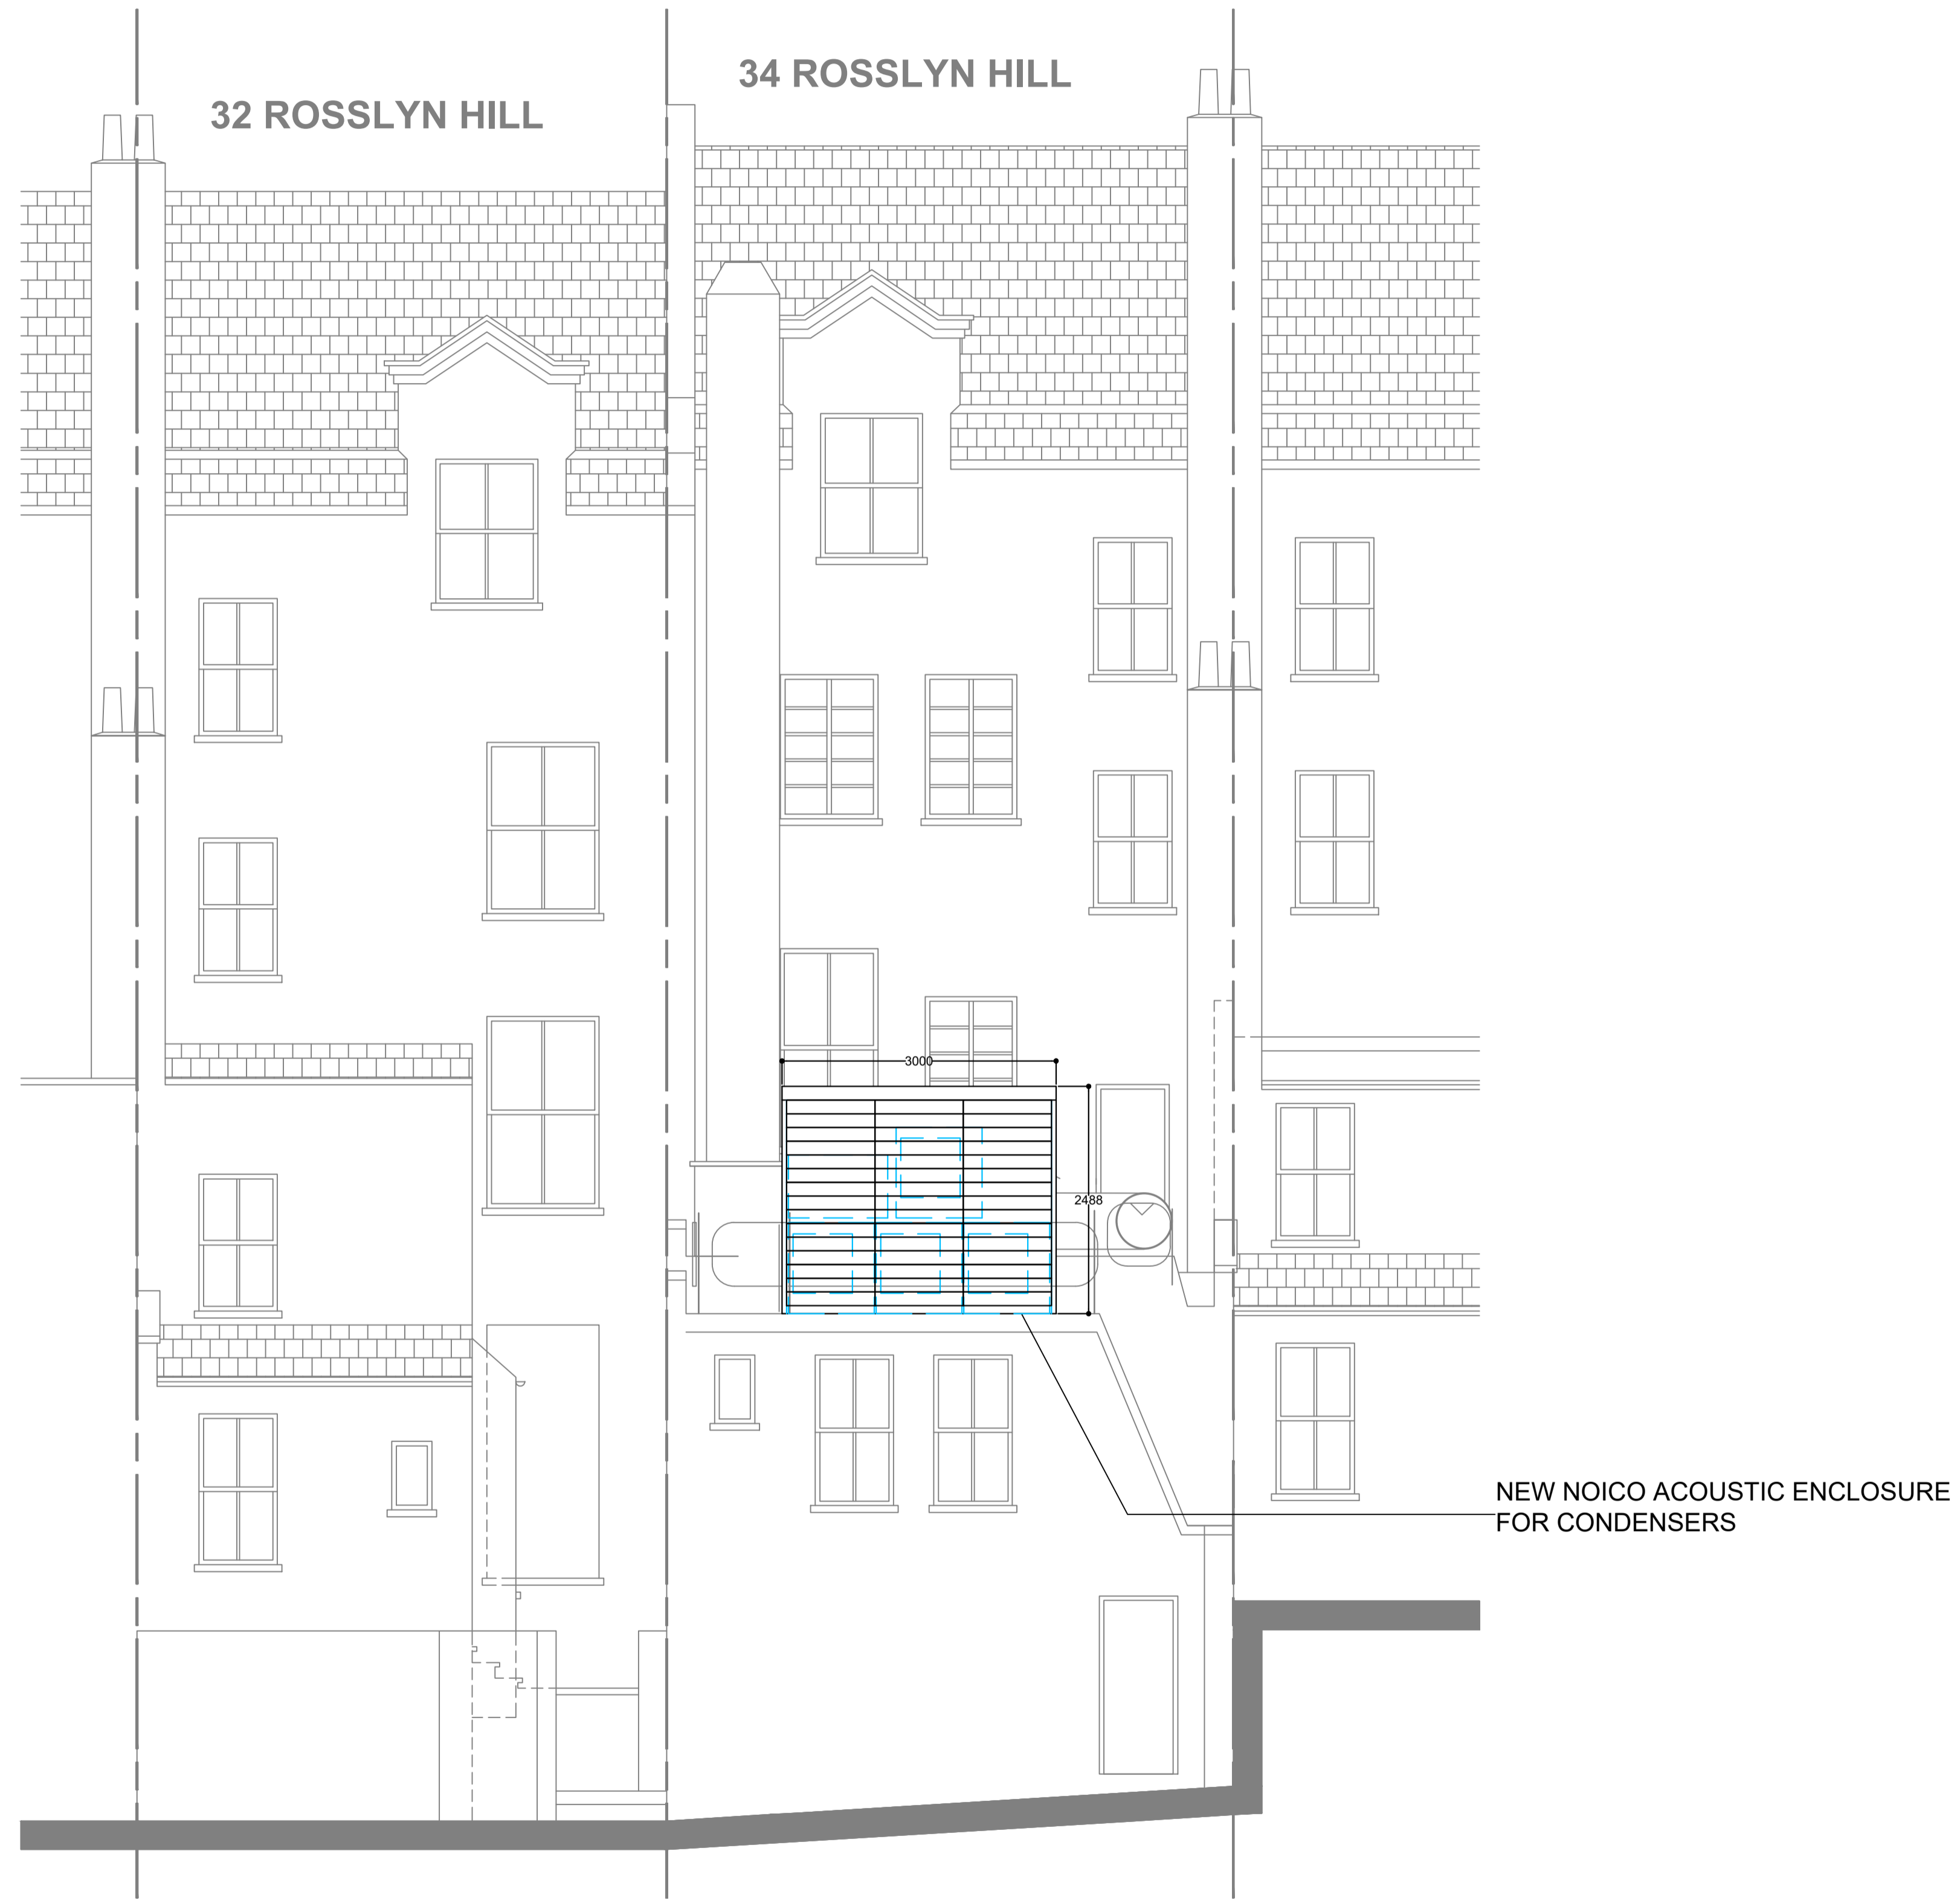 34 ROSSLYN HILL
32 ROSSLYN HILL
3000
2488
NEW NOICO ACOUSTIC ENCLOSURE
FOR CONDENSERS